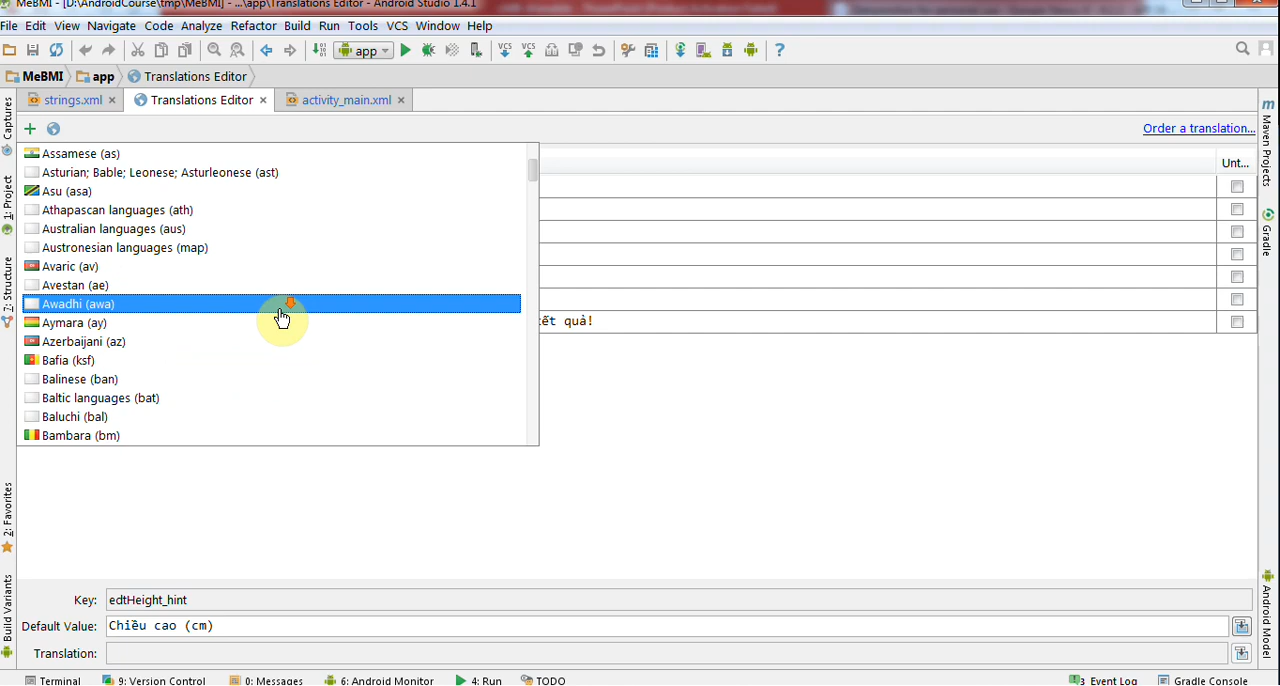 MeBMI - [D:\AndroidCourse\tmp\MeBMI] - ...\app\Translations Editor - Android Studio 1.4.1
File Edit View Navigate Code Analyze Refactor Build Run Tools VCS Window Help
app
VCS VCS
MeBMI app Translations Editor
strings.xml Translations Editor activity_main.xml
Order a translation...
Unt...
Assamese (as)
Asturian; Bable; Leonese; Asturleonese (ast)
Asu (asa)
Athapascan languages (ath)
Australian languages (aus)
Austronesian languages (map)
Avaric (av)
Avestan (ae)
Awadhi (awa)
Aymara (ay)
kết quả!
Azerbaijani (az)
Bafia (ksf)
Balinese (ban)
Baltic languages (bat)
Baluchi (bal)
Bambara (bm)
Key: edtHeight_hint
Default Value: Chiều cao (cm)
Translation:
Captures
1: Project
7: Structure
2: Favorites
Build Variants
Maven Projects
Gradle
Android Model
Terminal 9: Version Control 0: Messages 6: Android Monitor 4: Run TODO 3 Event Log Gradle Console